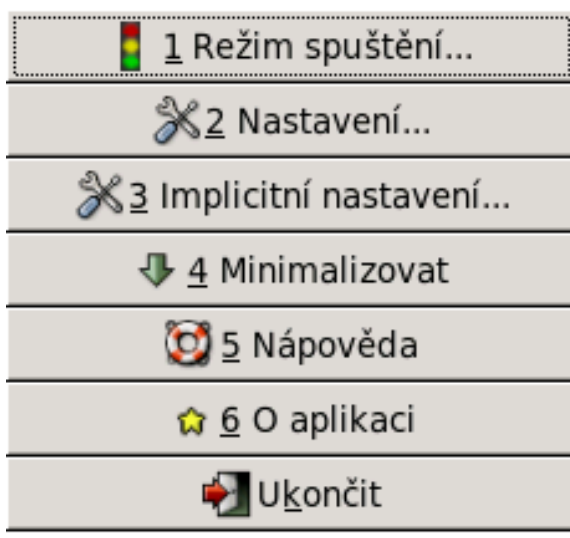 1 Režim spuštění...
2 Nastavení...
3 Implicitní nastavení...
4 Minimalizovat
5 Nápověda
6 O aplikaci
Ukončit